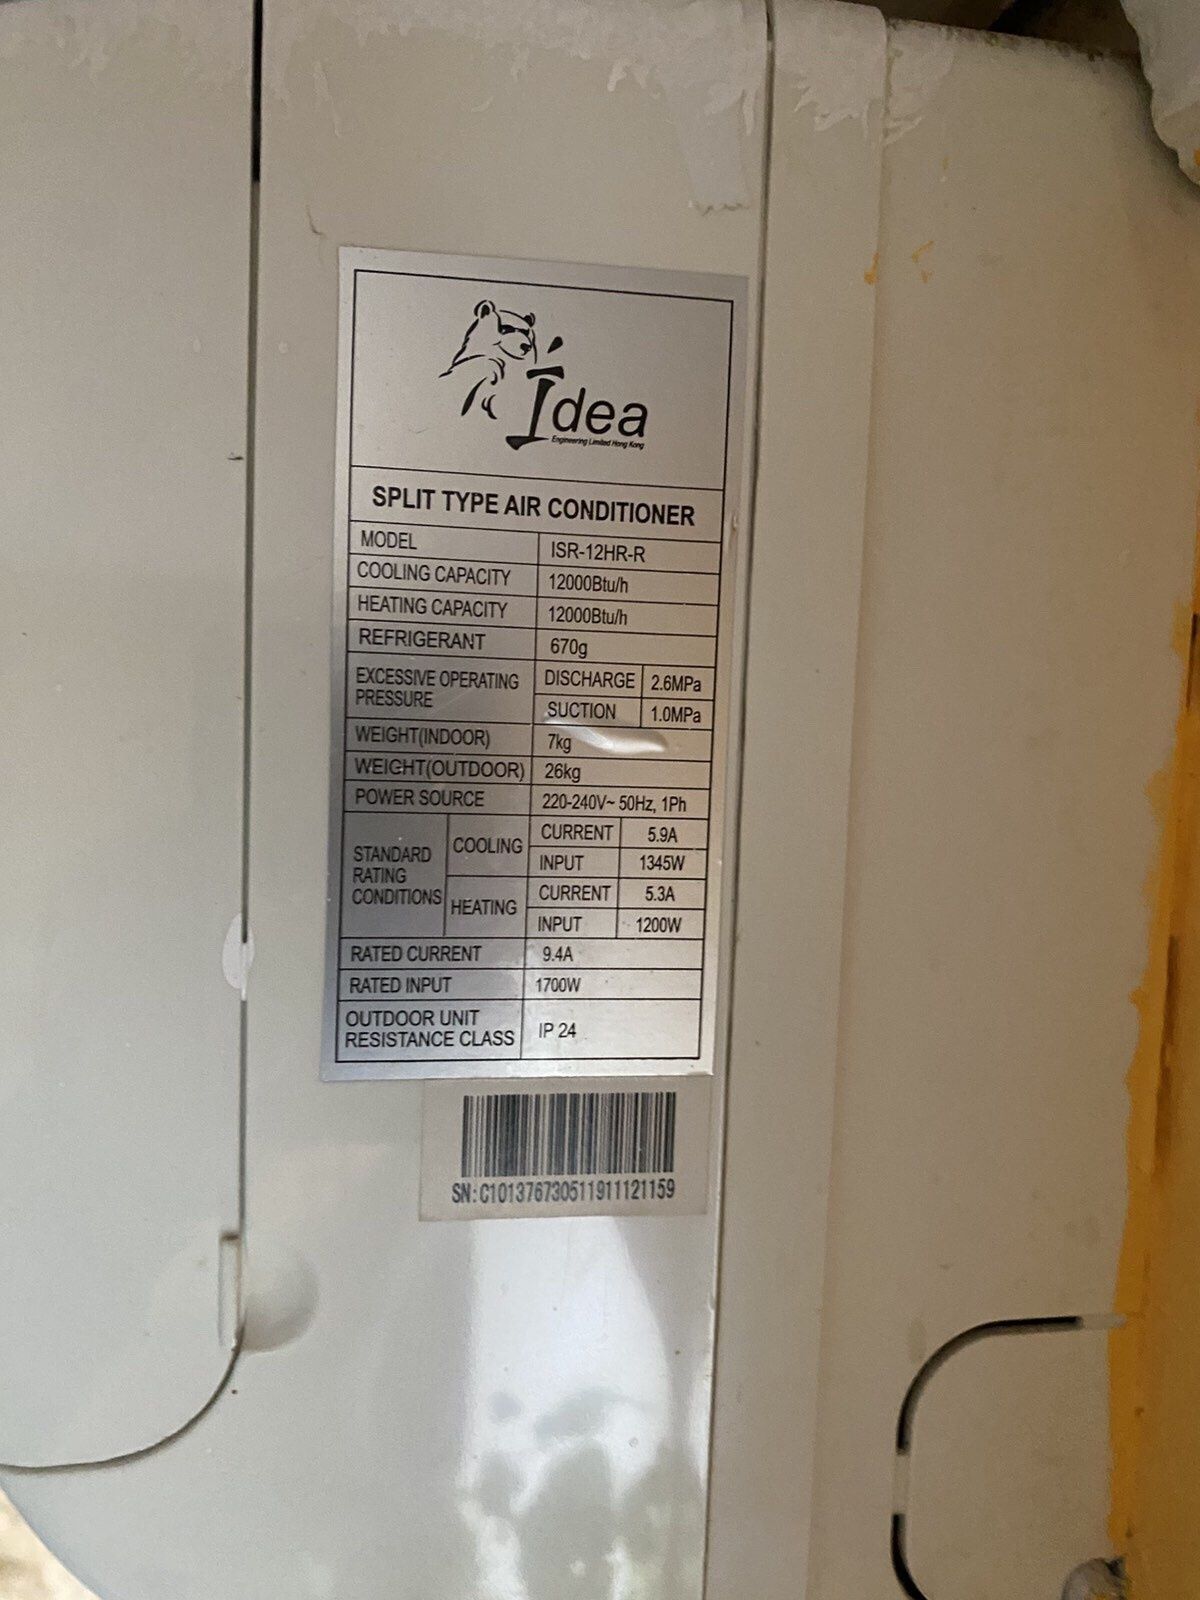 Idea
Engineering Limited Hong Kong
SPLIT TYPE AIR CONDITIONER
MODEL ISR-12HR-R
COOLING CAPACITY 12000Btu/h
HEATING CAPACITY 12000Btu/h
REFRIGERANT 670g
EXCESSIVE OPERATING PRESSURE DISCHARGE 2.6MPa
SUCTION 1.0MPa
WEIGHT(INDOOR) 7kg
WEIGHT(OUTDOOR) 26kg
POWER SOURCE 220-240V~ 50Hz, 1Ph
STANDARD RATING CONDITIONS COOLING CURRENT 5.9A
INPUT 1345W
HEATING CURRENT 5.3A
INPUT 1200W
RATED CURRENT 9.4A
RATED INPUT 1700W
OUTDOOR UNIT RESISTANCE CLASS IP 24
SN:C101376730511911121159